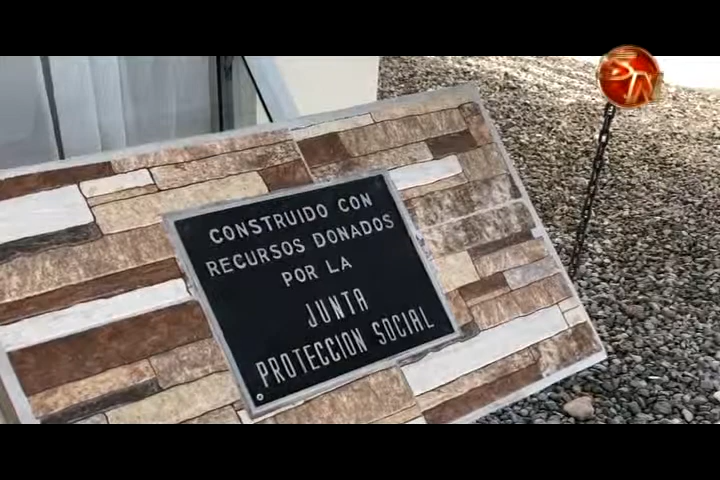 CONSTRUIDO CON
RECURSOS DONADOS
POR LA
JUNTA
PROTECCION SOCIAL